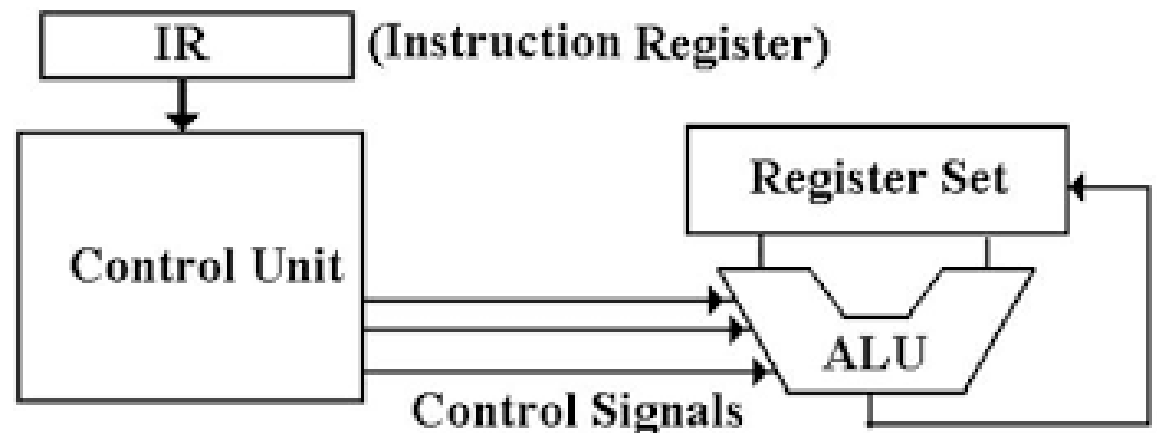 IR
(Instruction Register)
Control Unit
Register Set
ALU
Control Signals